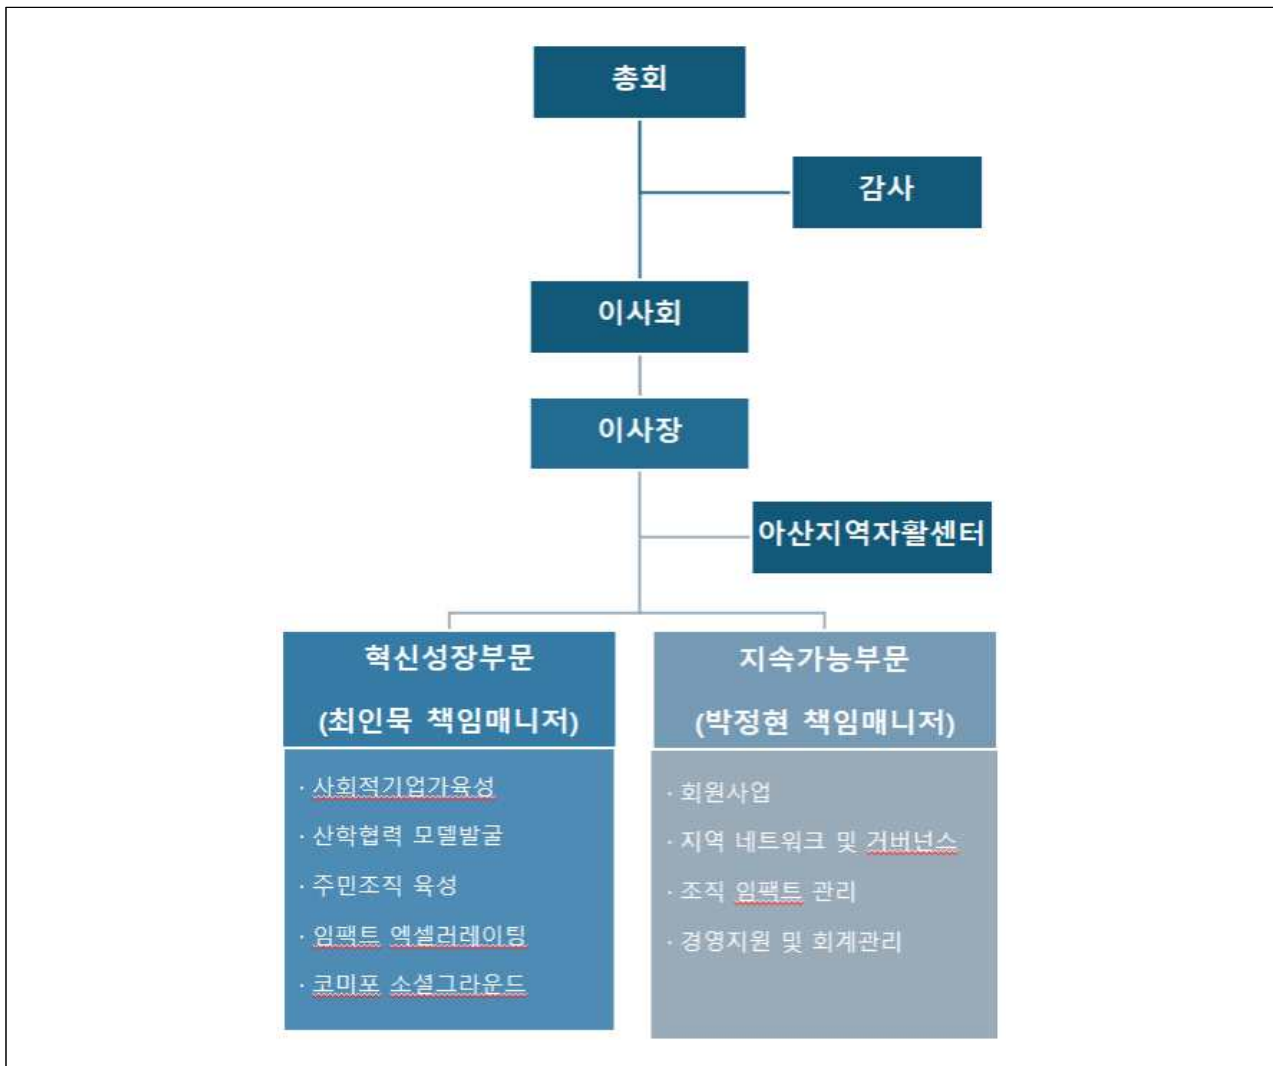 총회
감사
이사회
이사장
아산지역자활센터
혁신성장부문
(최인묵 책임매니저)
· 사회적기업가육성
· 산학협력 모델발굴
· 주민조직 육성
· 임팩트 엑셀러레이팅
· 코미포 소셜그라운드
지속가능부문
(박정현 책임매니저)
· 회원사업
· 지역 네트워크 및 거버넌스
· 조직 임팩트 관리
· 경영지원 및 회계관리